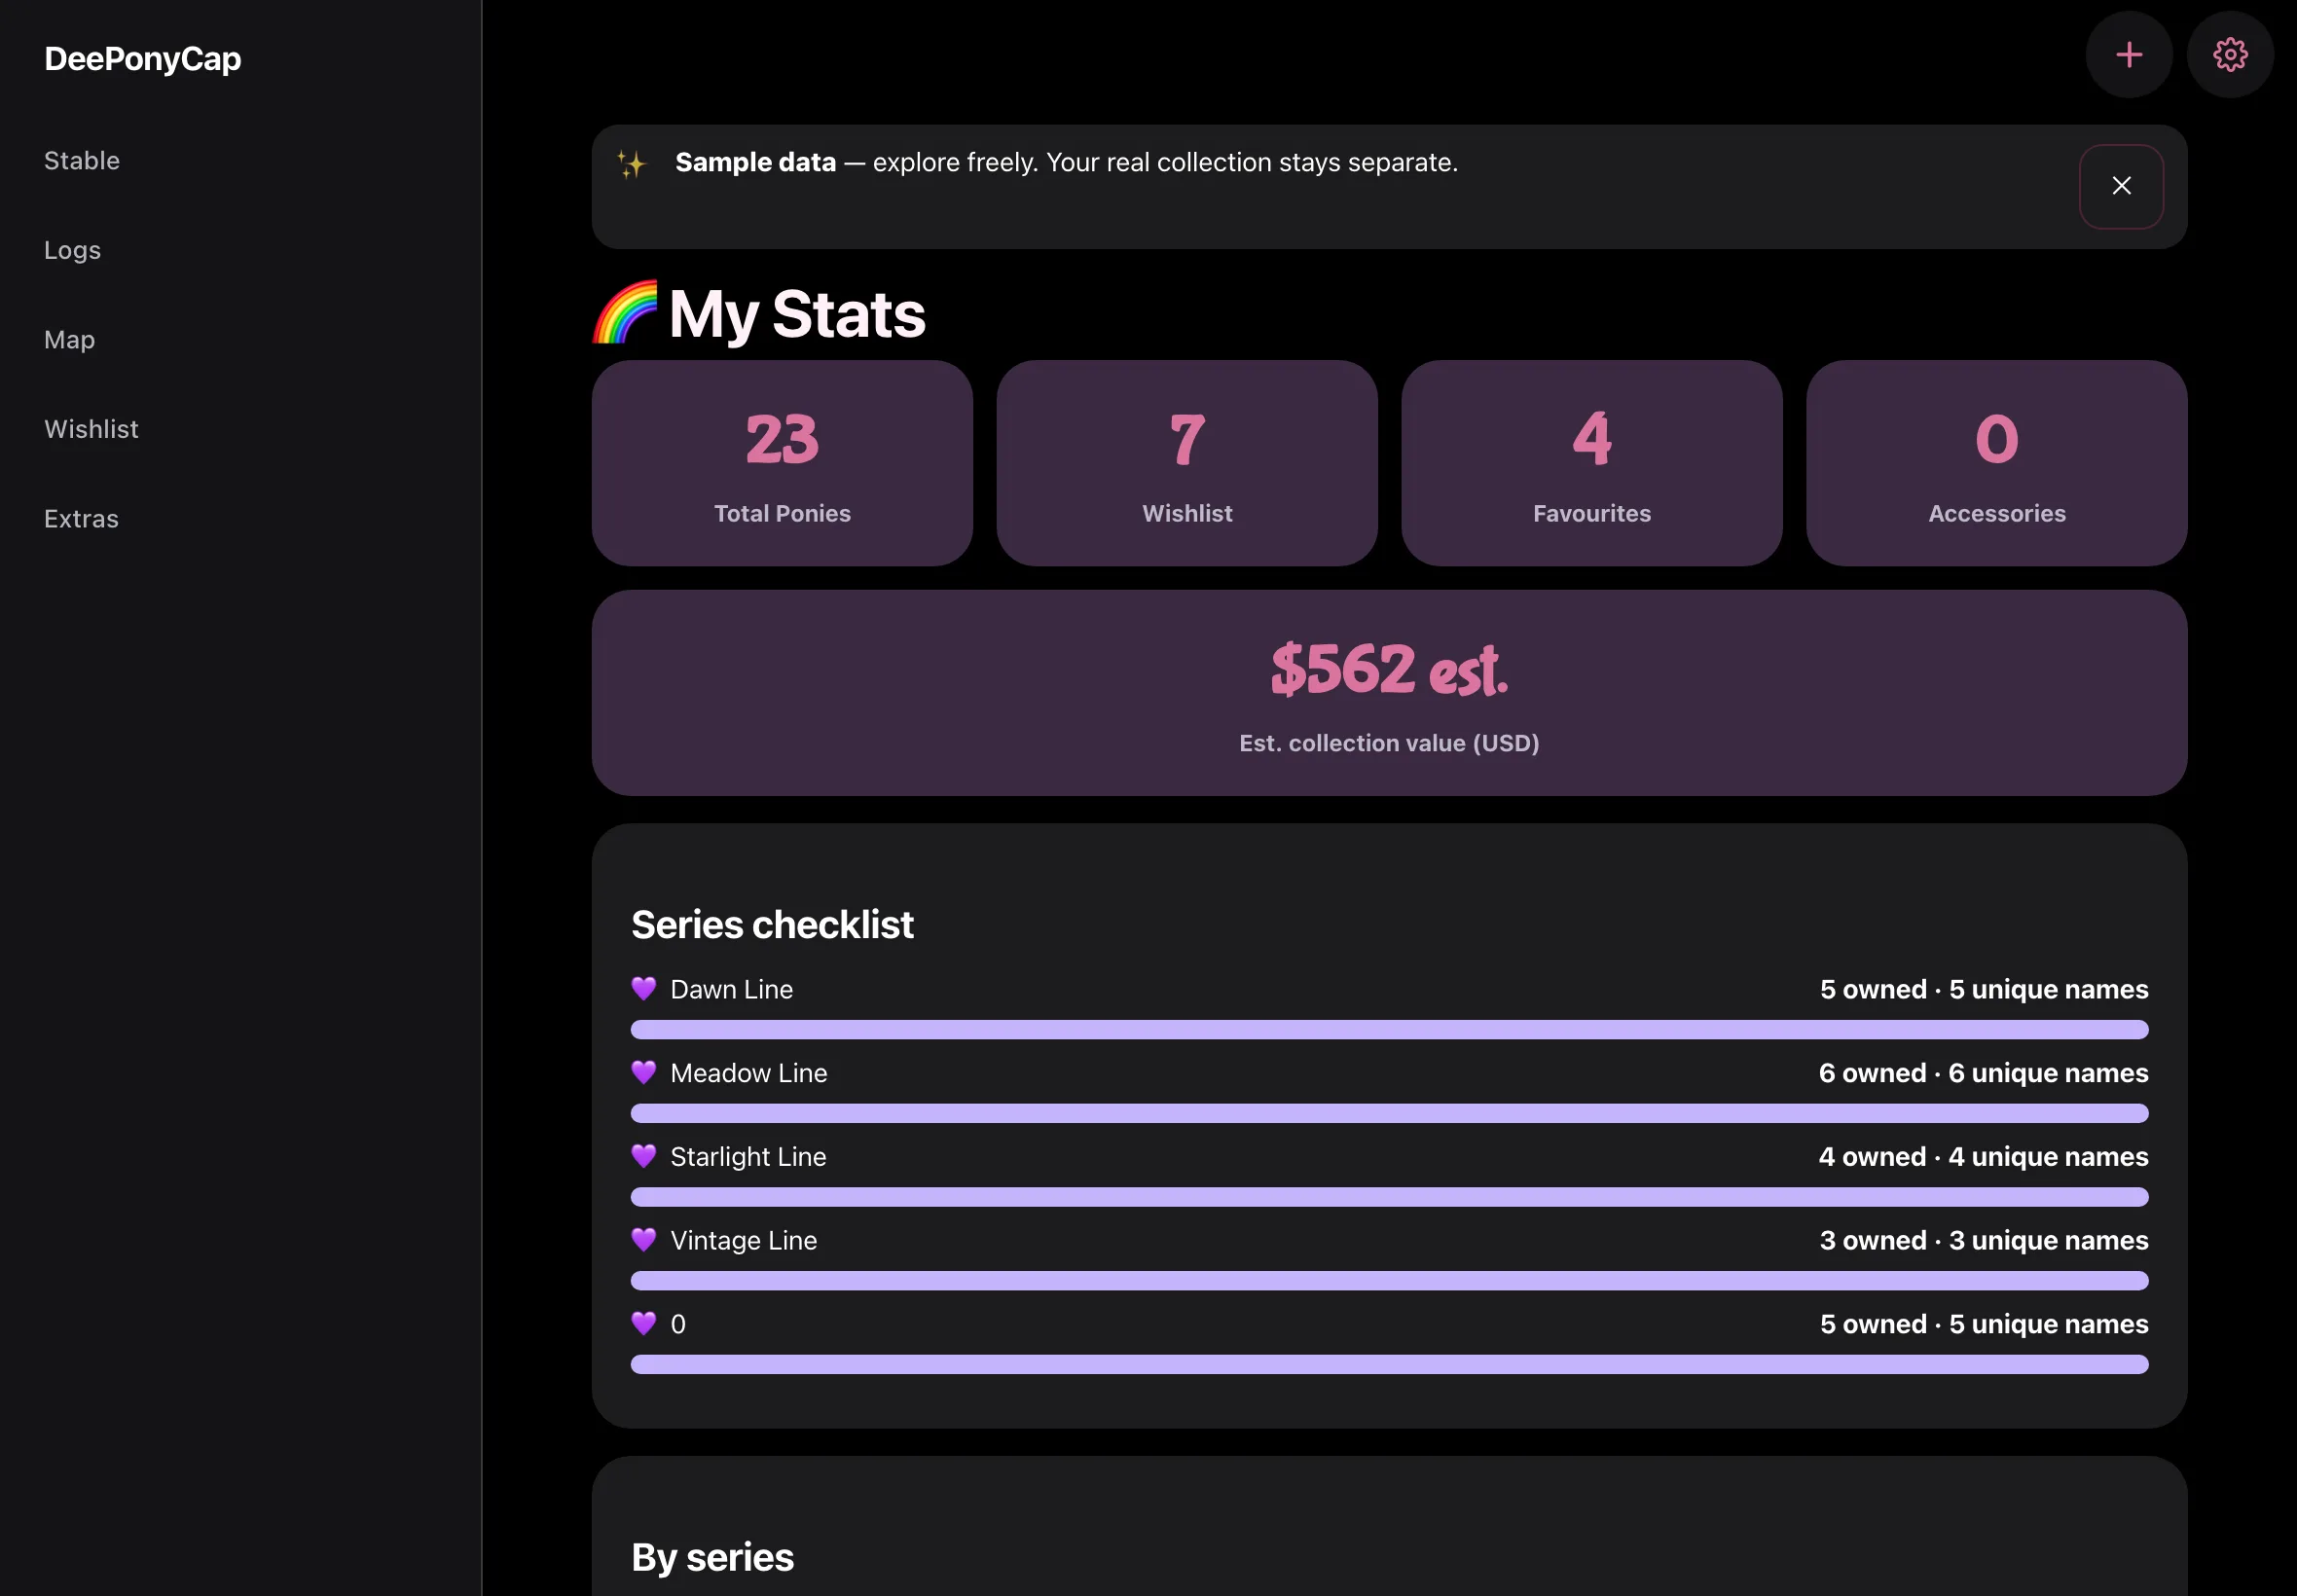 DeePonyCap
Stable
Logs
Map
Wishlist
Extras
Sample data — explore freely. Your real collection stays separate.
My Stats
23
Total Ponies
7
Wishlist
4
Favourites
0
Accessories
$562 est.
Est. collection value (USD)
Series checklist
Dawn Line 5 owned · 5 unique names
Meadow Line 6 owned · 6 unique names
Starlight Line 4 owned · 4 unique names
Vintage Line 3 owned · 3 unique names
0 5 owned · 5 unique names
By series